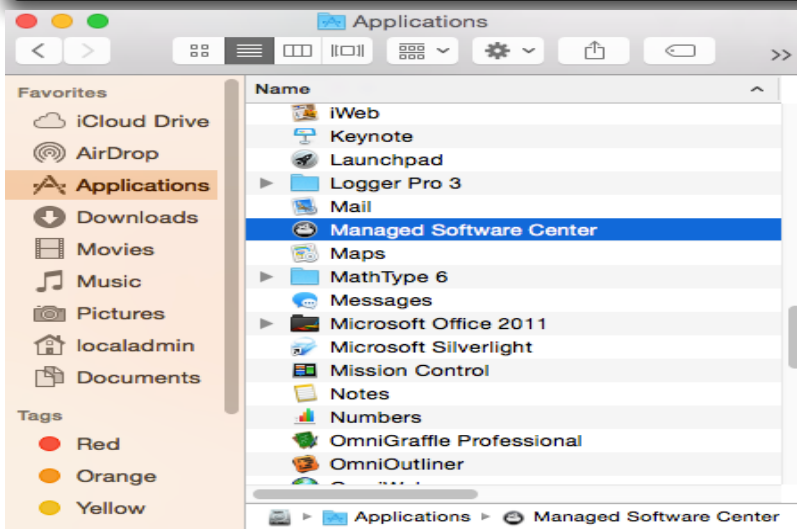 Applications
Favorites
iCloud Drive
AirDrop
Applications
Downloads
Movies
Music
Pictures
localadmin
Documents
Tags
Red
Orange
Yellow
Name
iWeb
Keynote
Launchpad
Logger Pro 3
Mail
Managed Software Center
Maps
MathType 6
Messages
Microsoft Office 2011
Microsoft Silverlight
Mission Control
Notes
Numbers
OmniGraffle Professional
OmniOutliner
Applications Managed Software Center